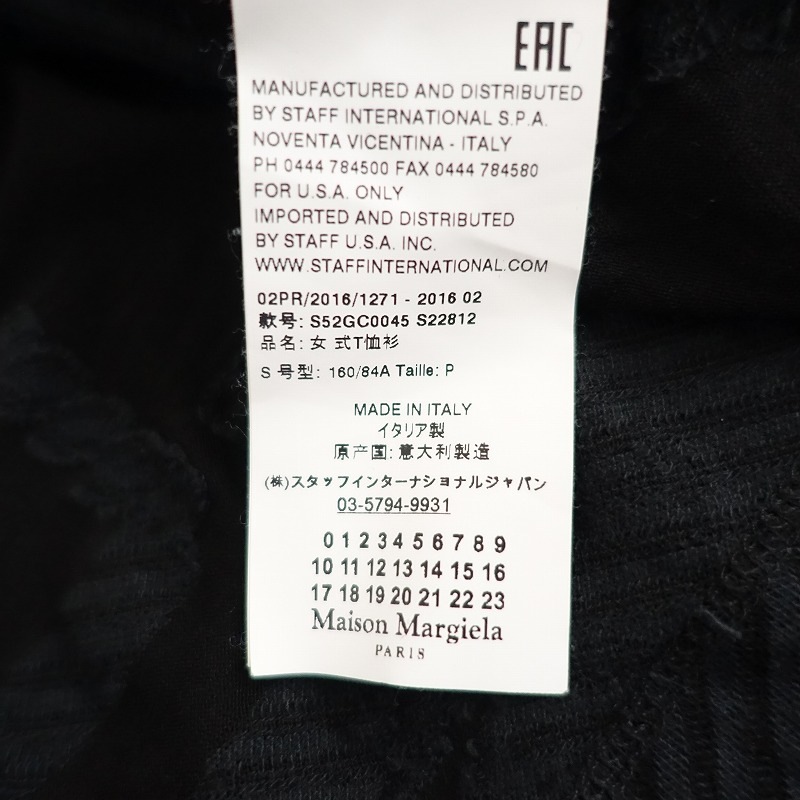 EAC
MANUFACTURED AND DISTRIBUTED
BY STAFF INTERNATIONAL S.P.A.
NOVENTA VICENTINA - ITALY
PH 0444 784500 FAX 0444 784580
FOR U.S.A. ONLY
IMPORTED AND DISTRIBUTED
BY STAFF U.S.A. INC.
WWW.STAFFINTERNATIONAL.COM
02PR/2016/1271 - 2016 02
款号: S52GC0045 S22812
品名: 女 式T恤衫
S 号型: 160/84A Taille: P
MADE IN ITALY
イタリア製
原产国: 意大利製造
(株)スタッフインターナショナルジャパン
03-5794-9931
0 1 2 3 4 5 6 7 8 9
10 11 12 13 14 15 16
17 18 19 20 21 22 23
Maison Margiela
PARIS